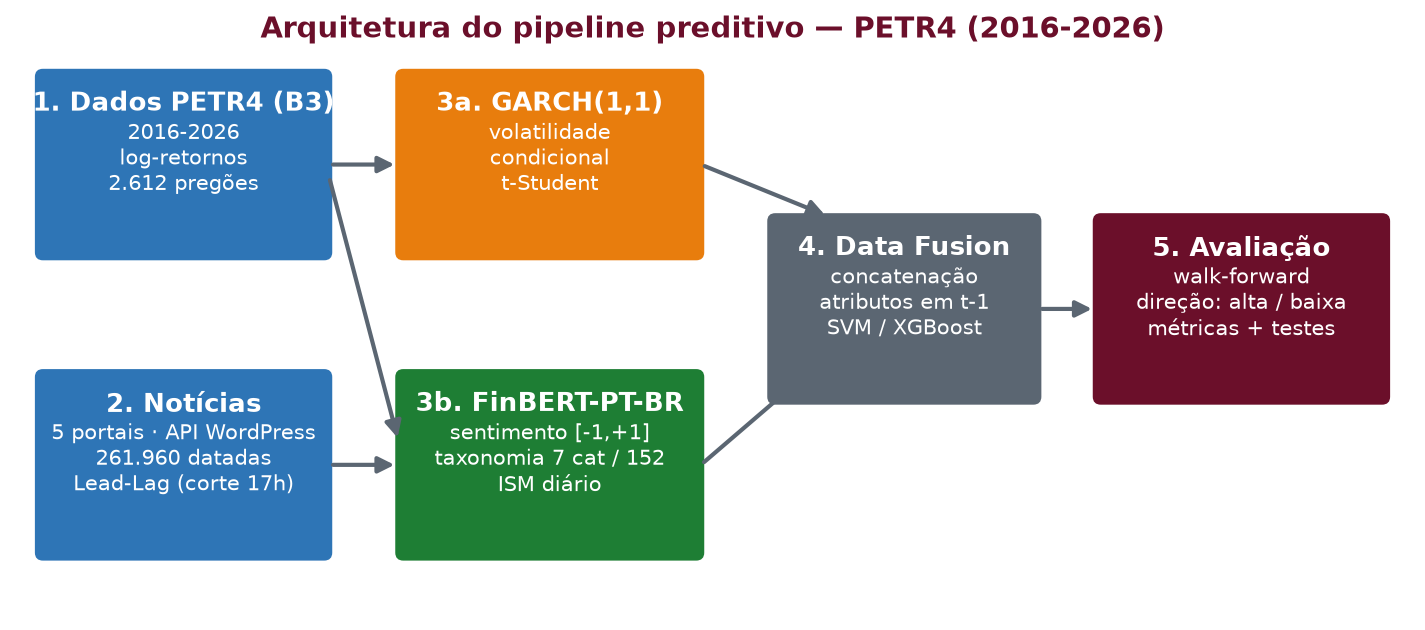 Arquitetura do pipeline preditivo — PETR4 (2016-2026)
1. Dados PETR4 (B3)
2016-2026
log-retornos
2.612 pregões
3a. GARCH(1,1)
volatilidade
condicional
t-Student
2. Notícias
5 portais · API WordPress
261.960 datadas
Lead-Lag (corte 17h)
3b. FinBERT-PT-BR
sentimento [-1,+1]
taxonomia 7 cat / 152
ISM diário
4. Data Fusion
concatenação
atributos em t-1
SVM / XGBoost
5. Avaliação
walk-forward
direção: alta / baixa
métricas + testes